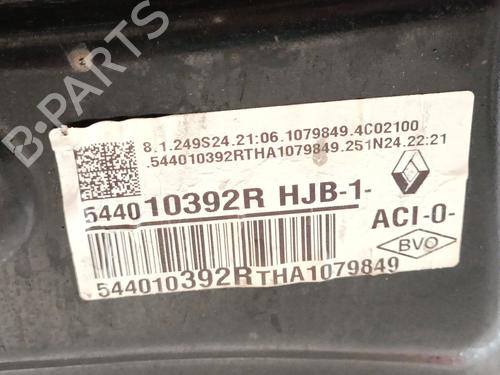 B-PARTS
8.1.249S24.21:06.1079849.4C02100
.544010392RTHA1079849.251N24.22:21
544010392R HJB-1-
ACI-0-
BVO
544010392RTHA1079849